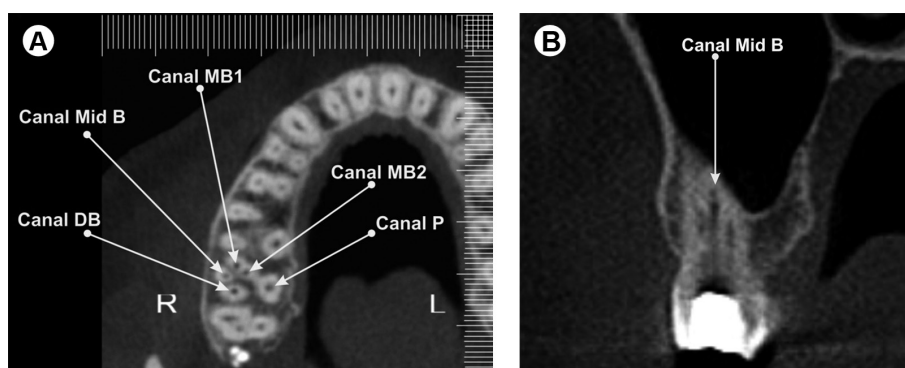 A
Canal MB1
Canal Mid B
Canal MB2
Canal DB
Canal P
R
L
B
Canal Mid B